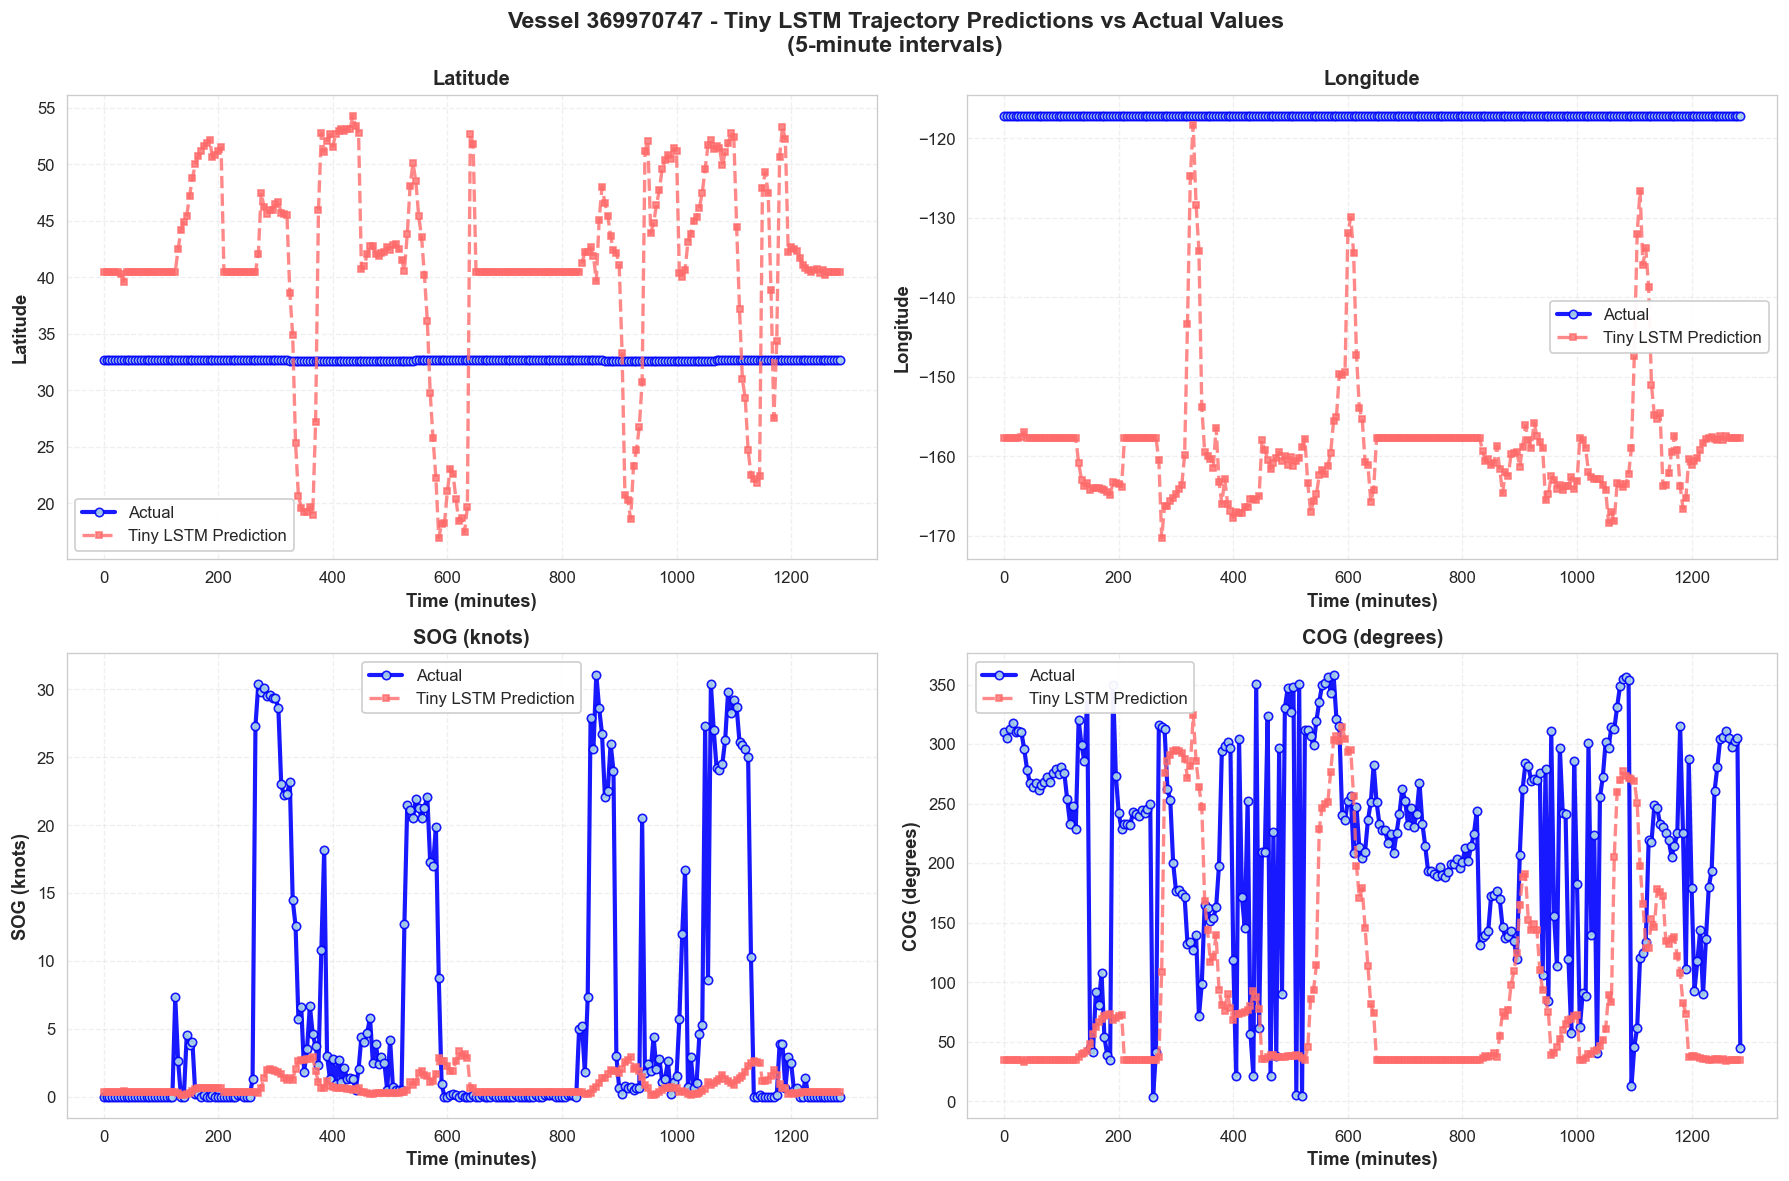 Vessel 369970747 - Tiny LSTM Trajectory Predictions vs Actual Values
(5-minute intervals)
Latitude
Latitude
55
50
45
40
35
30
25
20
Actual
Tiny LSTM Prediction
0 200 400 600 800 1000 1200
Time (minutes)
Longitude
Longitude
−120
−130
−140
−150
−160
−170
Actual
Tiny LSTM Prediction
0 200 400 600 800 1000 1200
Time (minutes)
SOG (knots)
SOG (knots)
30
25
20
15
10
5
0
Actual
Tiny LSTM Prediction
0 200 400 600 800 1000 1200
Time (minutes)
COG (degrees)
COG (degrees)
350
300
250
200
150
100
50
0
Actual
Tiny LSTM Prediction
0 200 400 600 800 1000 1200
Time (minutes)